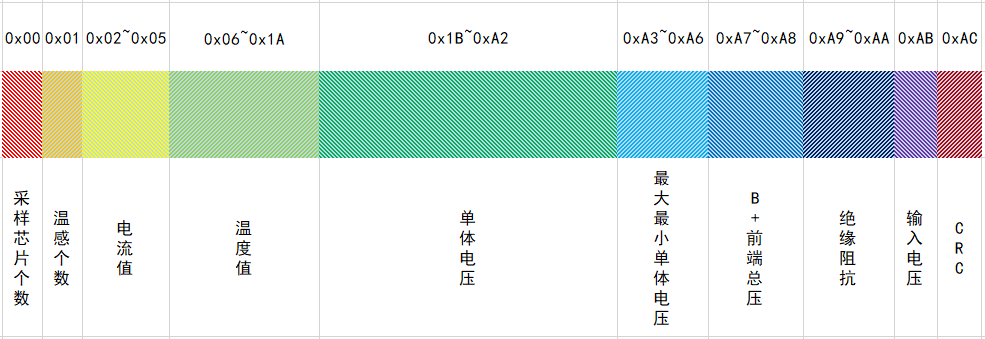 0x00 0x01 0x02~0x05 0x06~0x1A 0x1B~0xA2 0xA3~0xA6 0xA7~0xA8 0xA9~0xAA 0xAB 0xAC
采样芯片个数
温感个数
电流值
温度值
单体电压
最大最小单体电压
B+前端总压
绝缘阻抗
输入电压
CRC